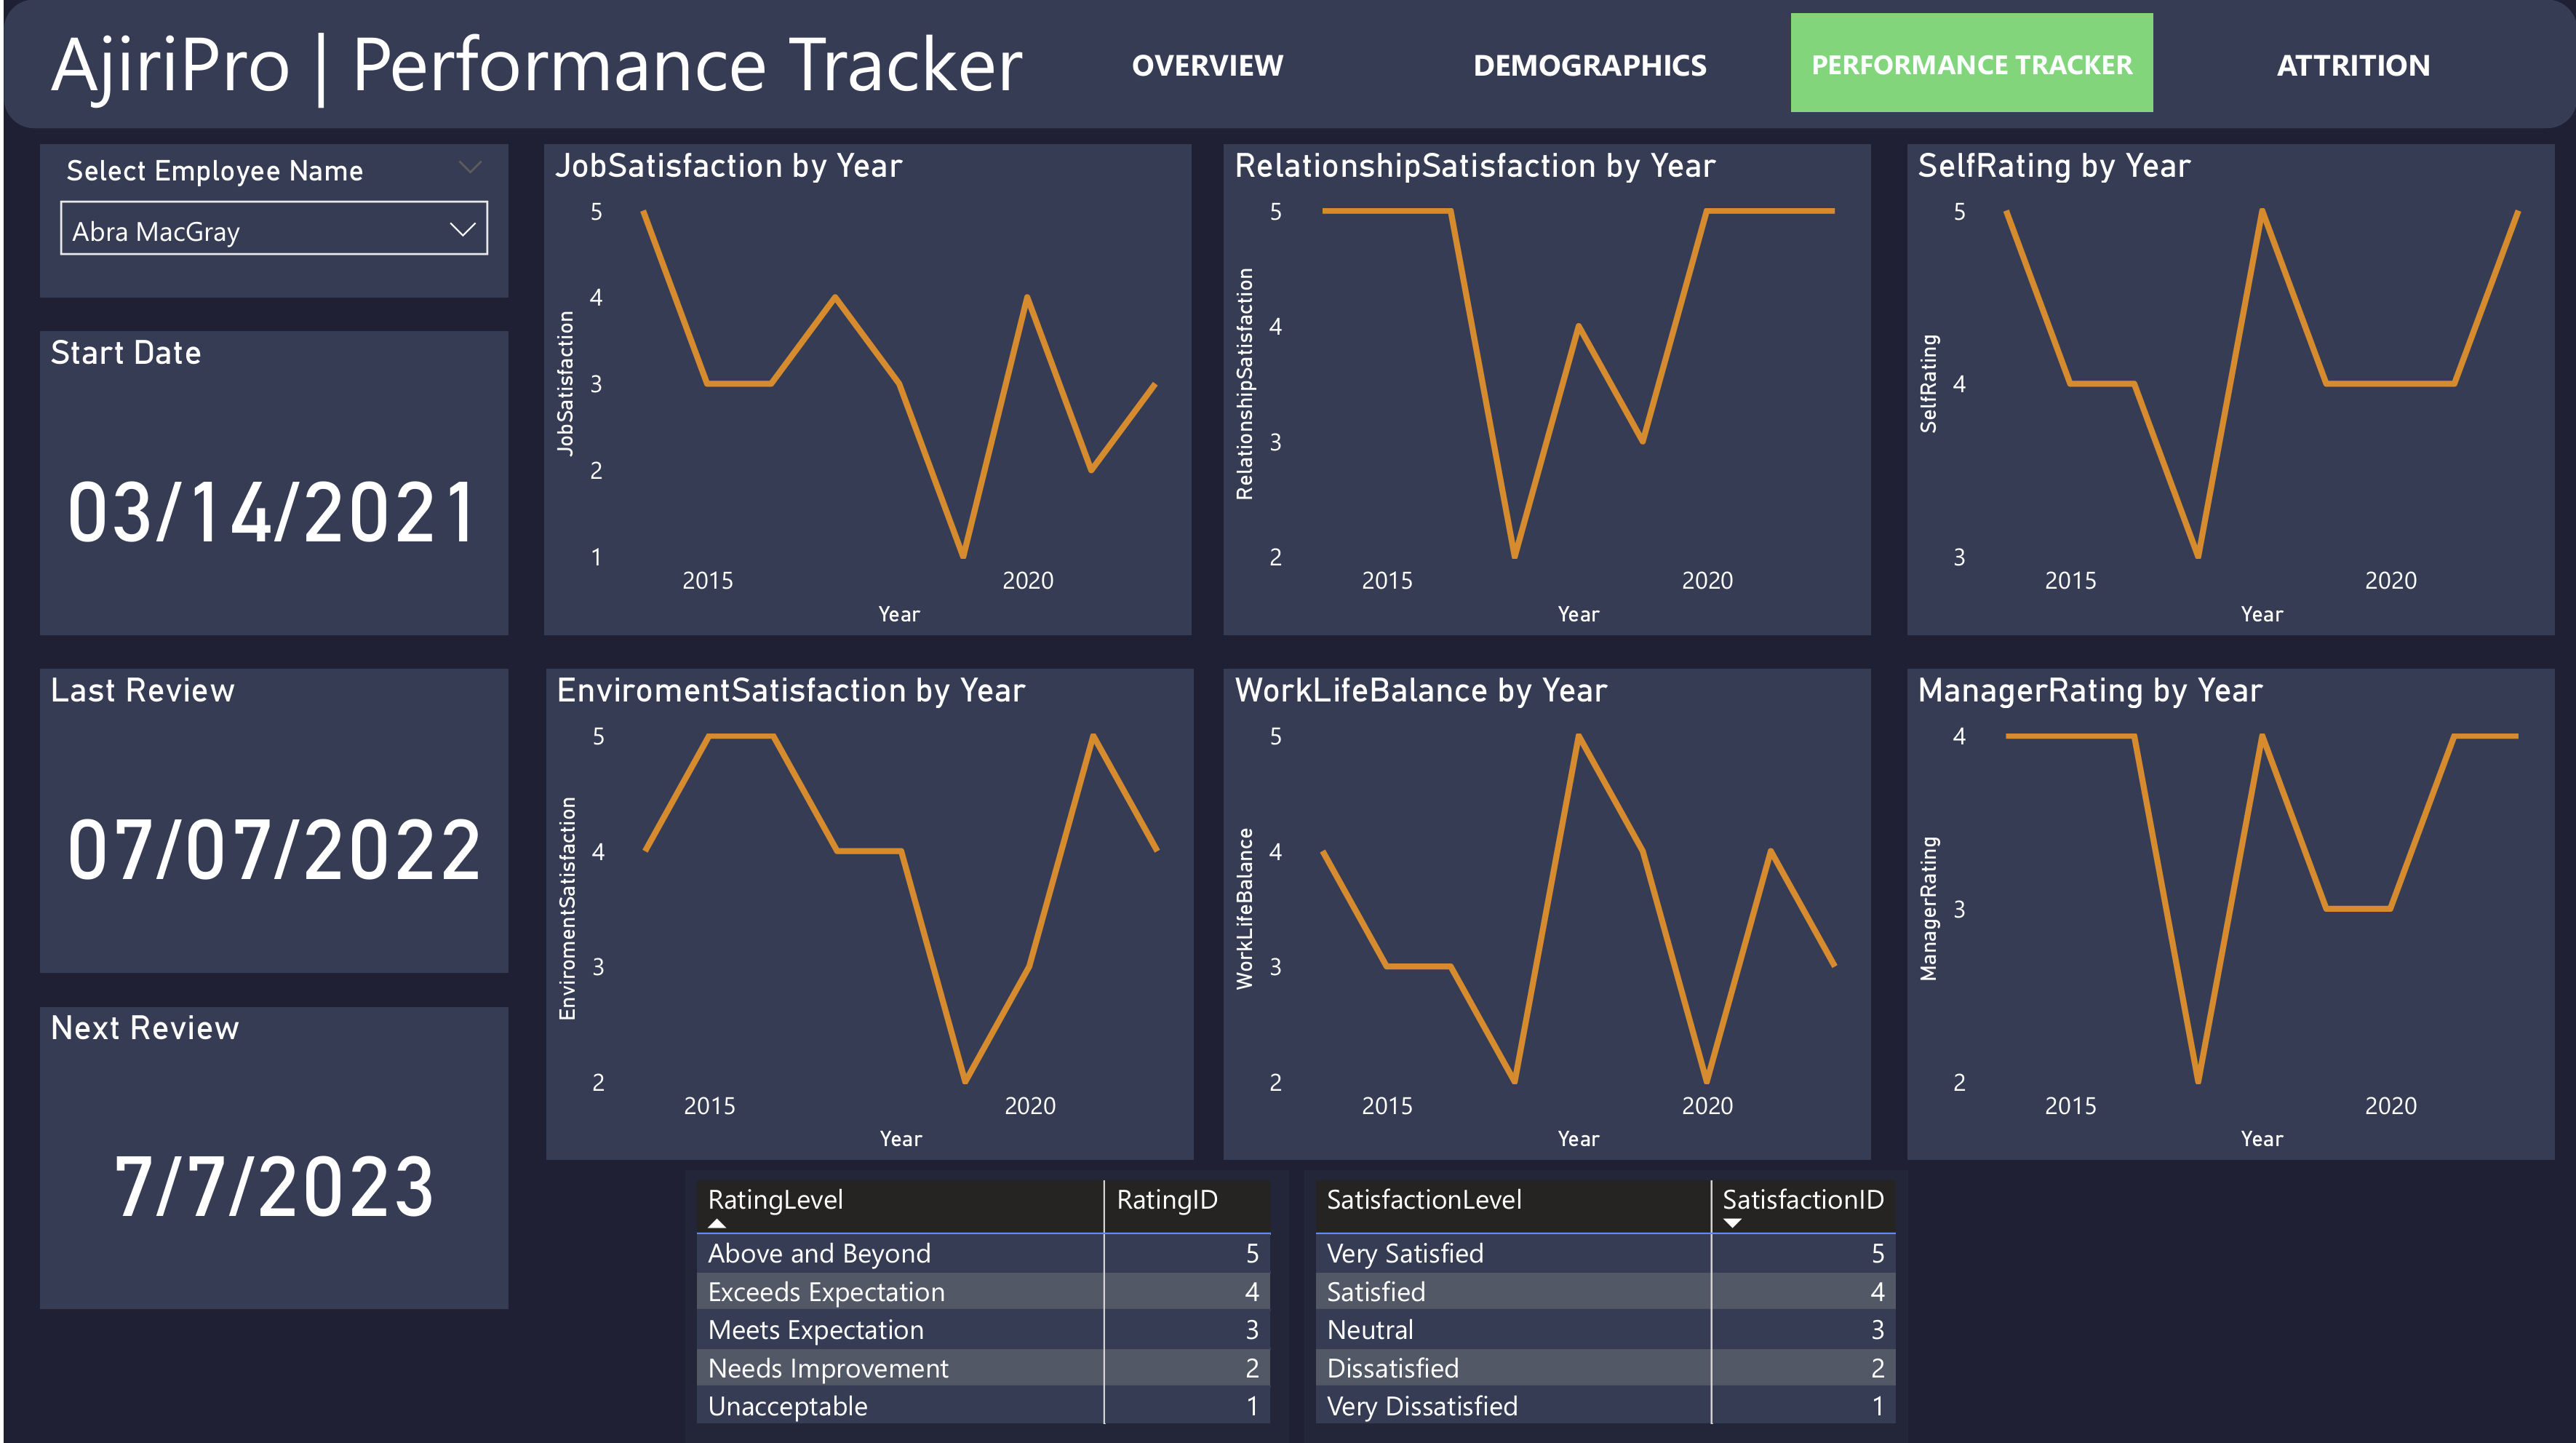 AjiriPro | Performance Tracker
OVERVIEW
DEMOGRAPHICS
PERFORMANCE TRACKER
ATTRITION
Select Employee Name
Abra MacGray
Start Date
03/14/2021
Last Review
07/07/2022
Next Review
7/7/2023
JobSatisfaction by Year
JobSatisfaction
5
4
3
2
1
2015
2020
Year
RelationshipSatisfaction by Year
RelationshipSatisfaction
5
4
3
2
2015
2020
Year
SelfRating by Year
SelfRating
5
4
3
2015
2020
Year
EnviromentSatisfaction by Year
EnviromentSatisfaction
5
4
3
2
2015
2020
Year
WorkLifeBalance by Year
WorkLifeBalance
5
4
3
2
2015
2020
Year
ManagerRating by Year
ManagerRating
4
3
2
2015
2020
Year
RatingLevel RatingID
Above and Beyond 5
Exceeds Expectation 4
Meets Expectation 3
Needs Improvement 2
Unacceptable 1
SatisfactionLevel SatisfactionID
Very Satisfied 5
Satisfied 4
Neutral 3
Dissatisfied 2
Very Dissatisfied 1